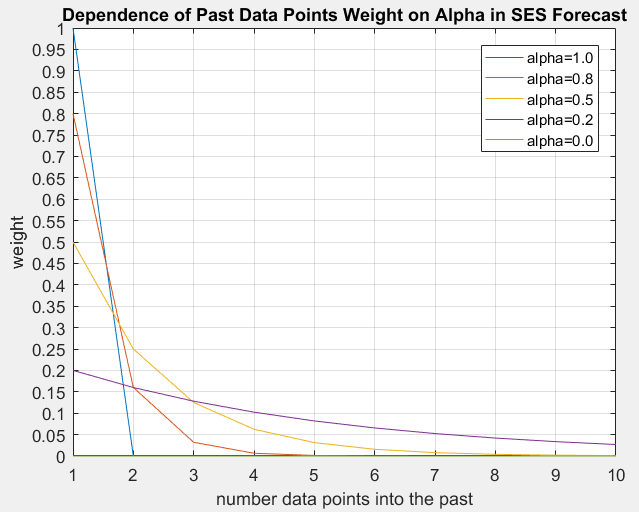 Dependence of Past Data Points Weight on Alpha in SES Forecast
1
0.95
0.9
0.85
0.8
0.75
0.7
0.65
0.6
0.55
0.5
0.45
0.4
0.35
0.3
0.25
0.2
0.15
0.1
0.05
0
weight
alpha=1.0
alpha=0.8
alpha=0.5
alpha=0.2
alpha=0.0
1 2 3 4 5 6 7 8 9 10
number data points into the past